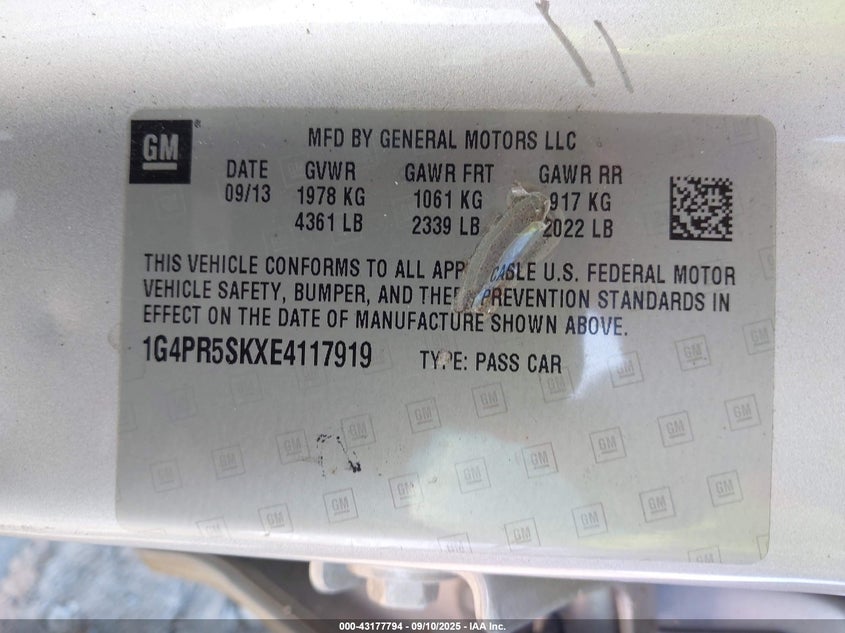 GM
MFD BY GENERAL MOTORS LLC
DATE GVWR GAWR FRT GAWR RR
09/13 1978 KG 1061 KG 917 KG
4361 LB 2339 LB 2022 LB
THIS VEHICLE CONFORMS TO ALL APPLICABLE U.S. FEDERAL MOTOR
VEHICLE SAFETY, BUMPER, AND THEFT PREVENTION STANDARDS IN
EFFECT ON THE DATE OF MANUFACTURE SHOWN ABOVE.
1G4PR5SKXE4117919 TYPE: PASS CAR
000-43177794 - 09/10/2025 - © IAA, Inc.